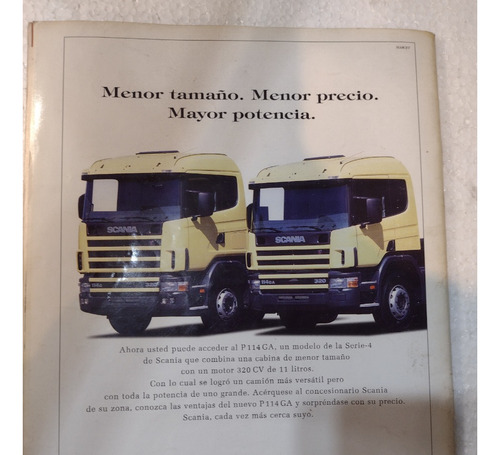 Menor tamaño. Menor precio.
Mayor potencia.
SCANIA
SCANIA
320
320
Ahora usted puede acceder al P114GA, un modelo de la Serie-4
de Scania que combina una cabina de menor tamaño
con un motor 320 CV de 11 litros.
Con lo cual se logró un camión más versátil pero
con toda la potencia de uno grande. Acérquese al concesionario Scania
de su zona, conozca las ventajas del nuevo P114GA y sorpréndase con su precio.
Scania, cada vez más cerca suyo.